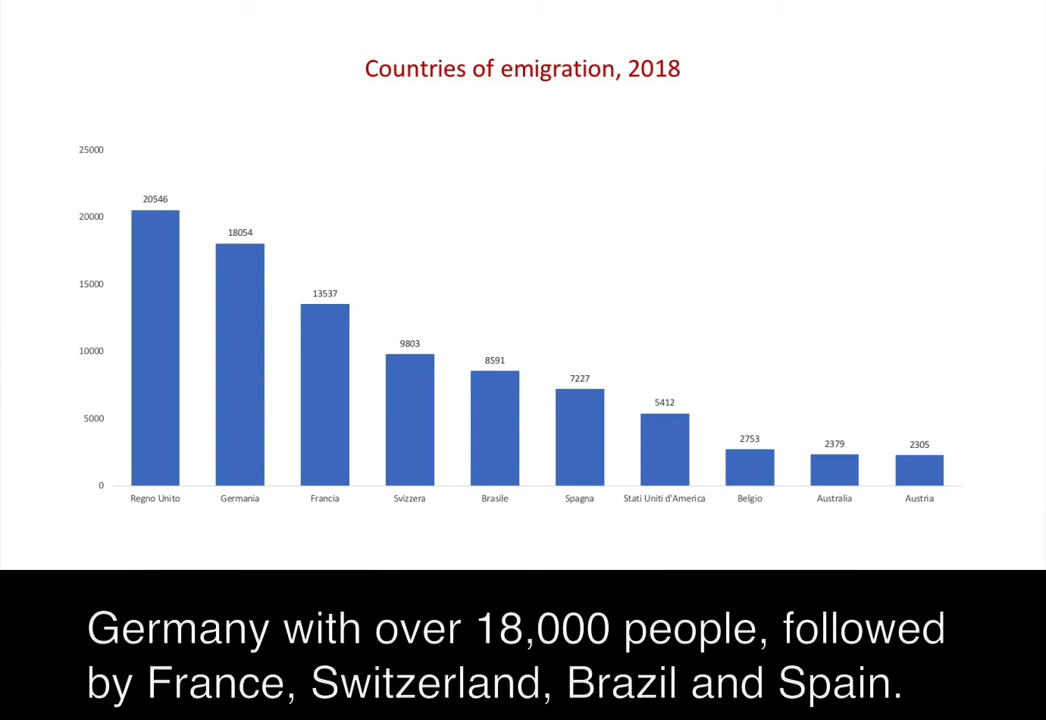 Countries of emigration, 2018
25000
20000
15000
10000
5000
0
20546
18054
13537
9803
8591
7227
5412
2753
2379
2305
Regno Unito
Germania
Francia
Svizzera
Brasile
Spagna
Stati Uniti d'America
Belgio
Australia
Austria
Germany with over 18,000 people, followed
by France, Switzerland, Brazil and Spain.